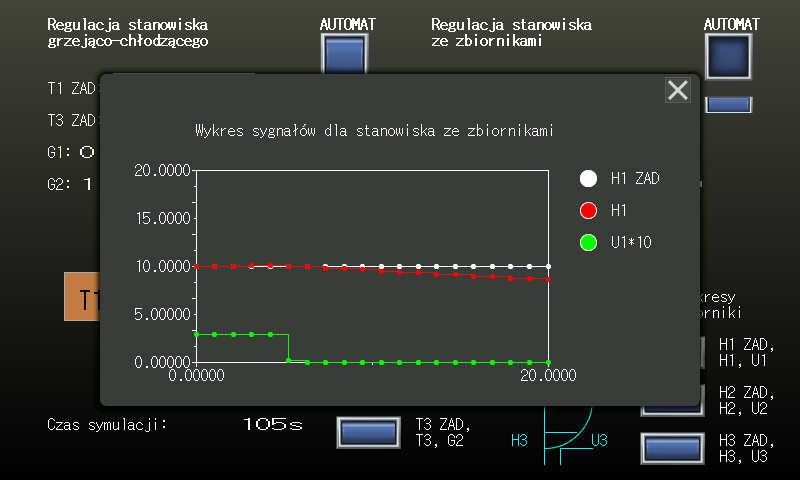 Regulacja stanowiska
grzejąco-chłodzącego
AUTOMAT
Regulacja stanowiska
ze zbiornikami
AUTOMAT
T1 ZAD:
T3 ZAD
G1: 0
G2: 1
Wykres sygnałów dla stanowiska ze zbiornikami
20.0000
15.0000
10.0000
5.00000
0.00000
0.00000
20.0000
H1 ZAD
H1
U1*10
H1 ZAD,
H1, U1
H2 ZAD,
H2, U2
H3 ZAD,
H3, U3
Czas symulacji: 105s
T3 ZAD,
T3, G2
H3
U3